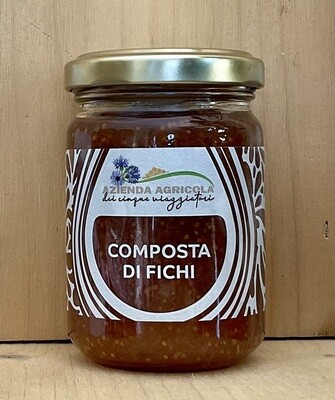 AZIENDA AGRICOLA
dei cinque viaggiatori
COMPOSTA
DI FICHI